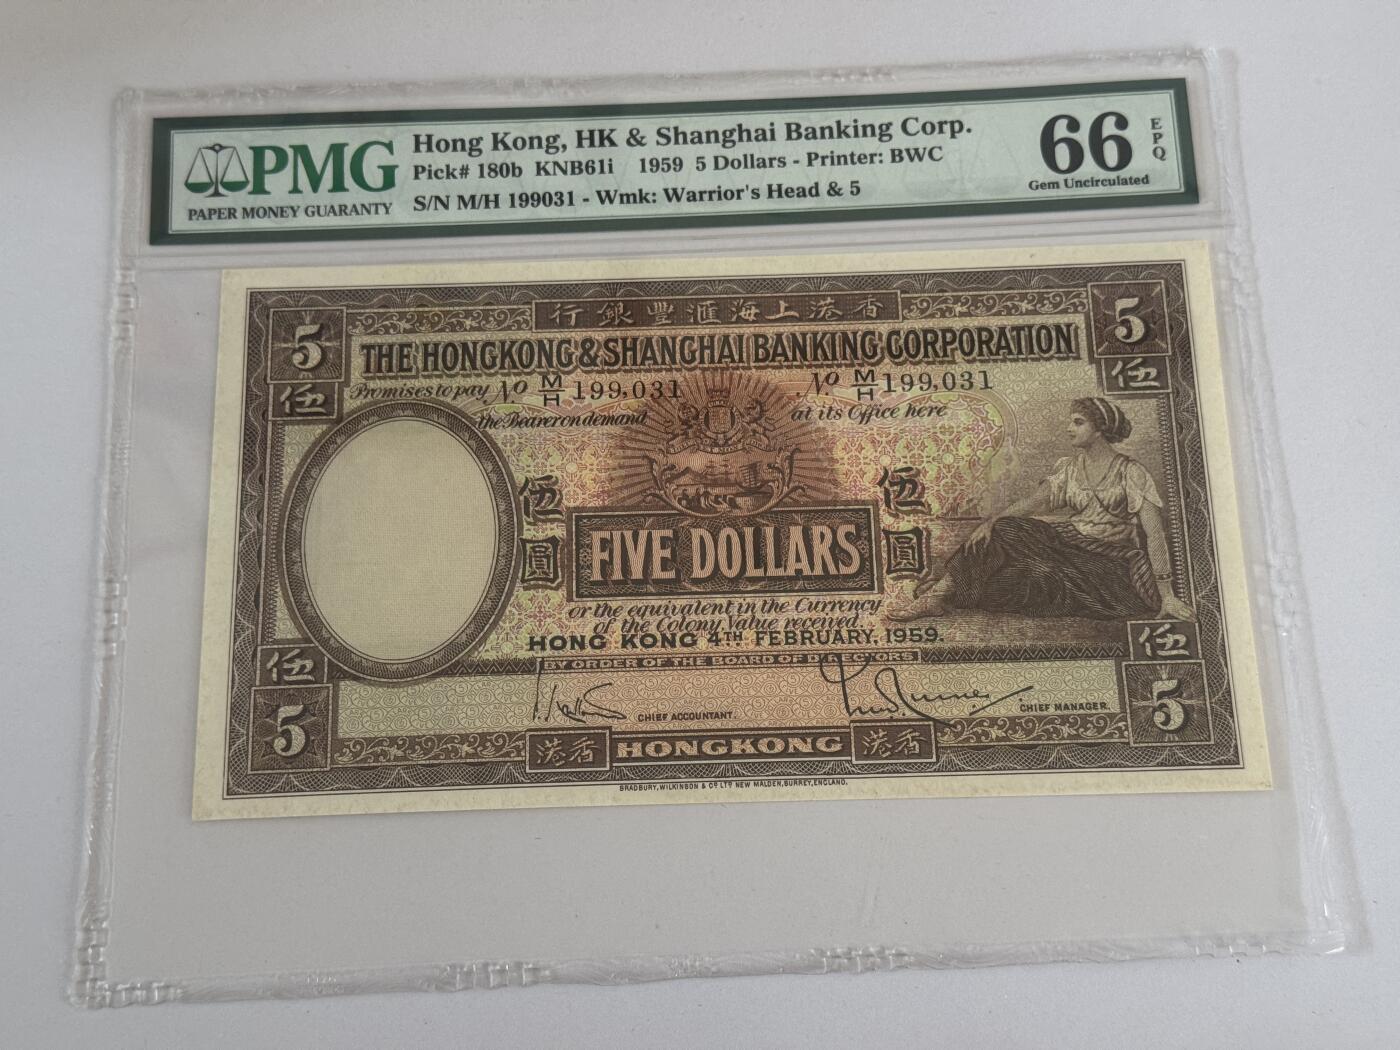 PMG
PAPER MONEY GUARANTY
Hong Kong, HK & Shanghai Banking Corp.
Pick# 180b KNB61i 1959 5 Dollars - Printer: BWC
S/N M/H 199031 - Wmk: Warrior's Head & 5
66 EPQ
Gem Uncirculated
行銀豐滙海上港香
5 5
THE HONGKONG & SHANGHAI BANKING CORPORATION
伍 伍
Promises to pay No M/H 199,031 No M/H 199,031
the Bearer on demand at its Office here
伍圓 伍圓
FIVE DOLLARS
or the equivalent in the Currency
of the Colony, Value received.
HONG KONG 4TH FEBRUARY, 1959.
BY ORDER OF THE BOARD OF DIRECTORS
伍 伍
5 5
CHIEF ACCOUNTANT. CHIEF MANAGER.
港香 HONGKONG 港香
BRADBURY, WILKINSON & Co LTD NEW MALDEN, SURREY, ENGLAND.